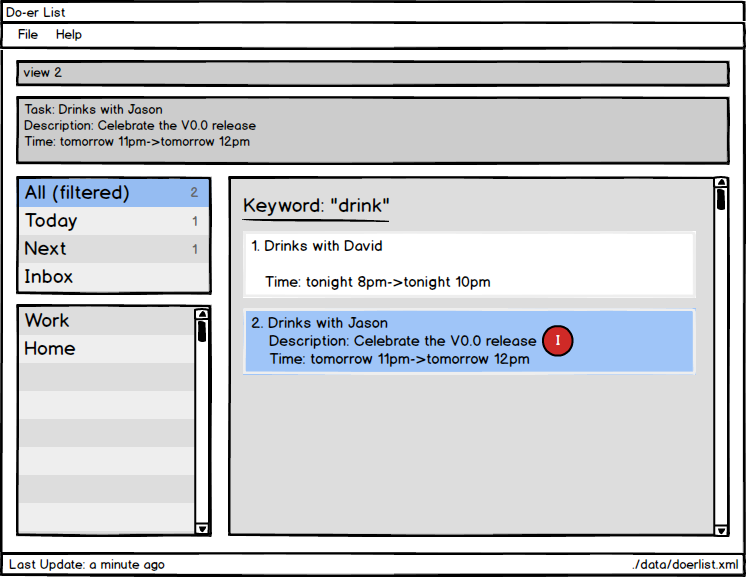 Do-er List
File Help
view 2
Task: Drinks with Jason
Description: Celebrate the V0.0 release
Time: tomorrow 11pm->tomorrow 12pm
All (filtered) 2
Today 1
Next 1
Inbox
Work
Home
Keyword: "drink"
1. Drinks with David
Time: tonight 8pm->tonight 10pm
2. Drinks with Jason
Description: Celebrate the V0.0 release I
Time: tomorrow 11pm->tomorrow 12pm
Last Update: a minute ago ./data/doerlist.xml